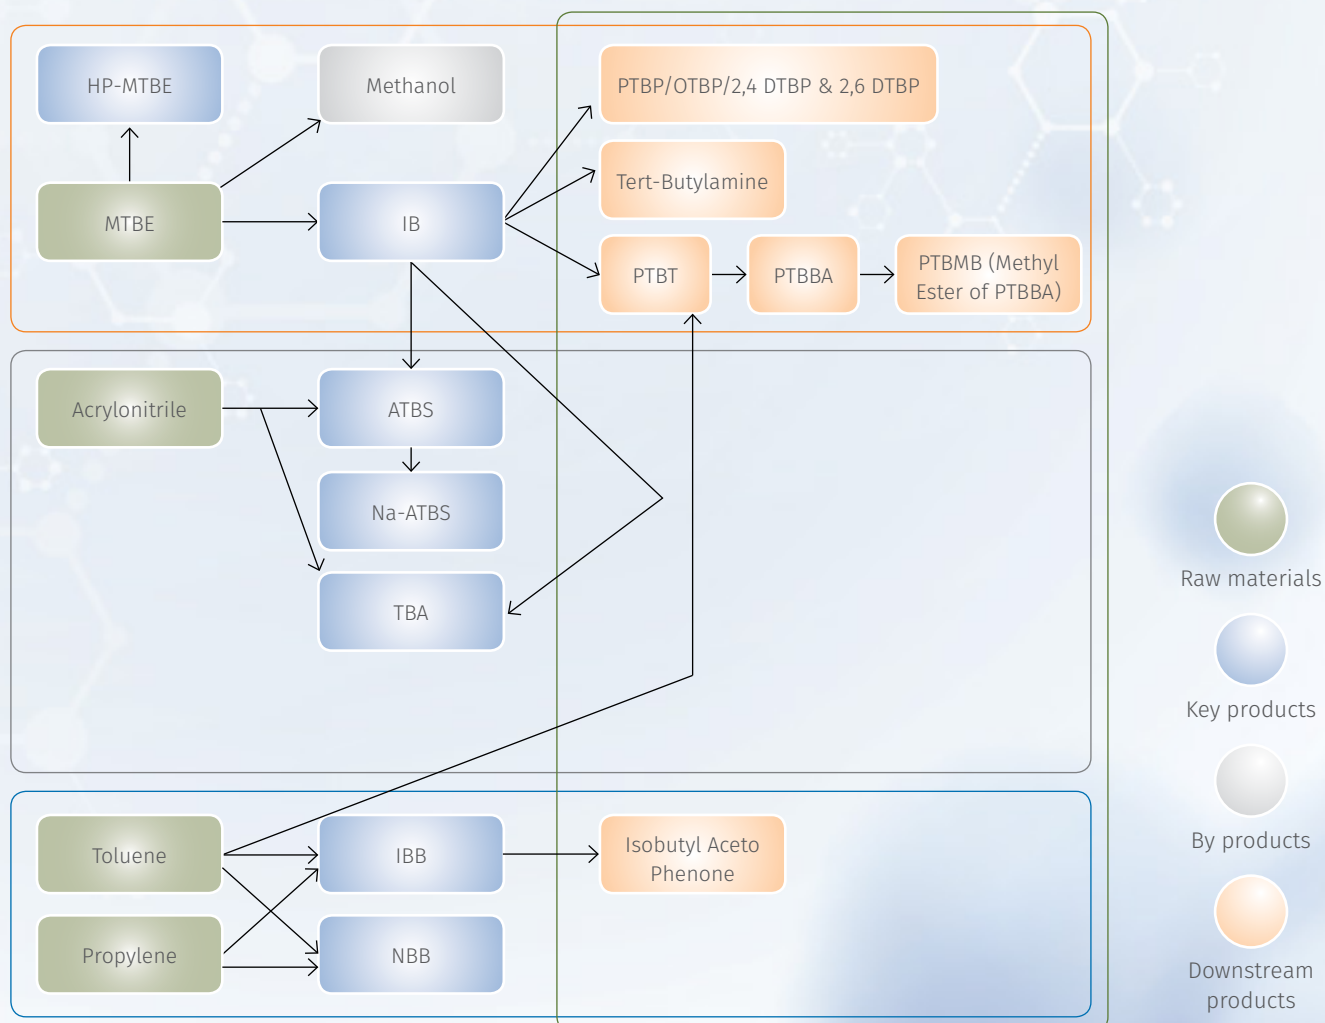 HP-MTBE
Methanol
PTBP/OTBP/2,4 DTBP & 2,6 DTBP
Tert-Butylamine
MTBE
IB
PTBT
PTBBA
PTBMB (Methyl
Ester of PTBBA)
Acrylonitrile
ATBS
Na-ATBS
TBA
Toluene
IBB
Isobutyl Aceto
Phenone
Propylene
NBB
Raw materials
Key products
By products
Downstream
products